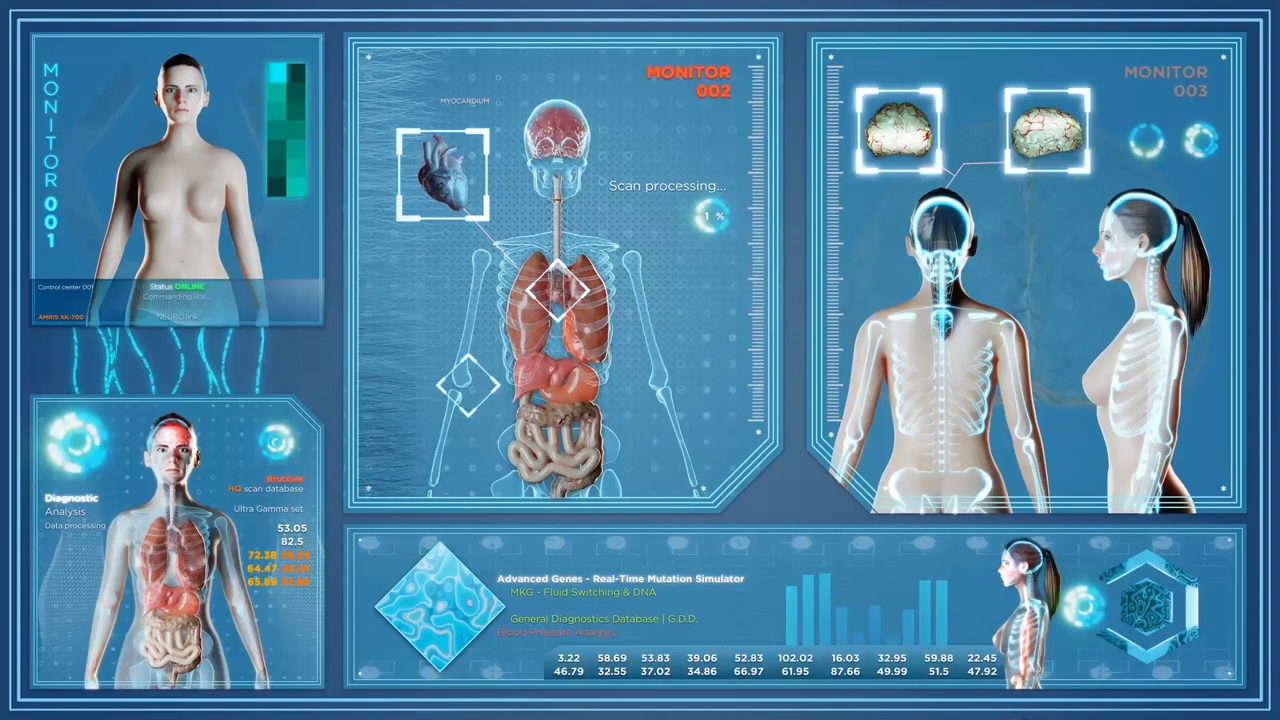 MONITOR 001
Control center 001
Status ONLINE
Commanding line...
AMRIS XK-700
NEURO link
MONITOR
002
MYOCARDIUM
Scan processing...
1 %
MONITOR
003
Diagnostic
Analysis
Data processing
structure
HQ scan database
Ultra Gamma set
53.05
82.5
72.38
64.47
65.89
Advanced Genes - Real-Time Mutation Simulator
MKG - Fluid Switching & DNA
General Diagnostics Database | G.D.D.
Blood Pressure Analysis
3.22 58.69 53.83 39.06 52.83 102.02 16.03 32.95 59.88 22.45
46.79 32.55 37.02 34.86 66.97 61.95 87.66 49.99 51.5 47.92